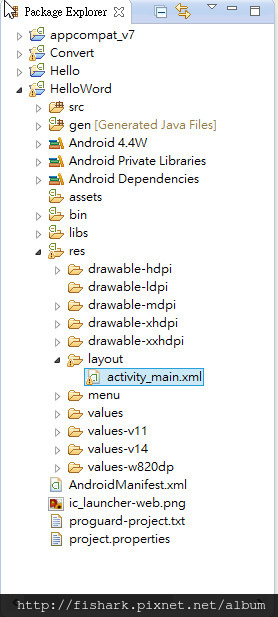 Package Explorer
appcompat_v7
Convert
Hello
HelloWord
src
gen [Generated Java Files]
Android 4.4W
Android Private Libraries
Android Dependencies
assets
bin
libs
res
drawable-hdpi
drawable-ldpi
drawable-mdpi
drawable-xhdpi
drawable-xxhdpi
layout
activity_main.xml
menu
values
values-v11
values-v14
values-w820dp
AndroidManifest.xml
ic_launcher-web.png
proguard-project.txt
project.properties
http://fishark.pixnet.net/album